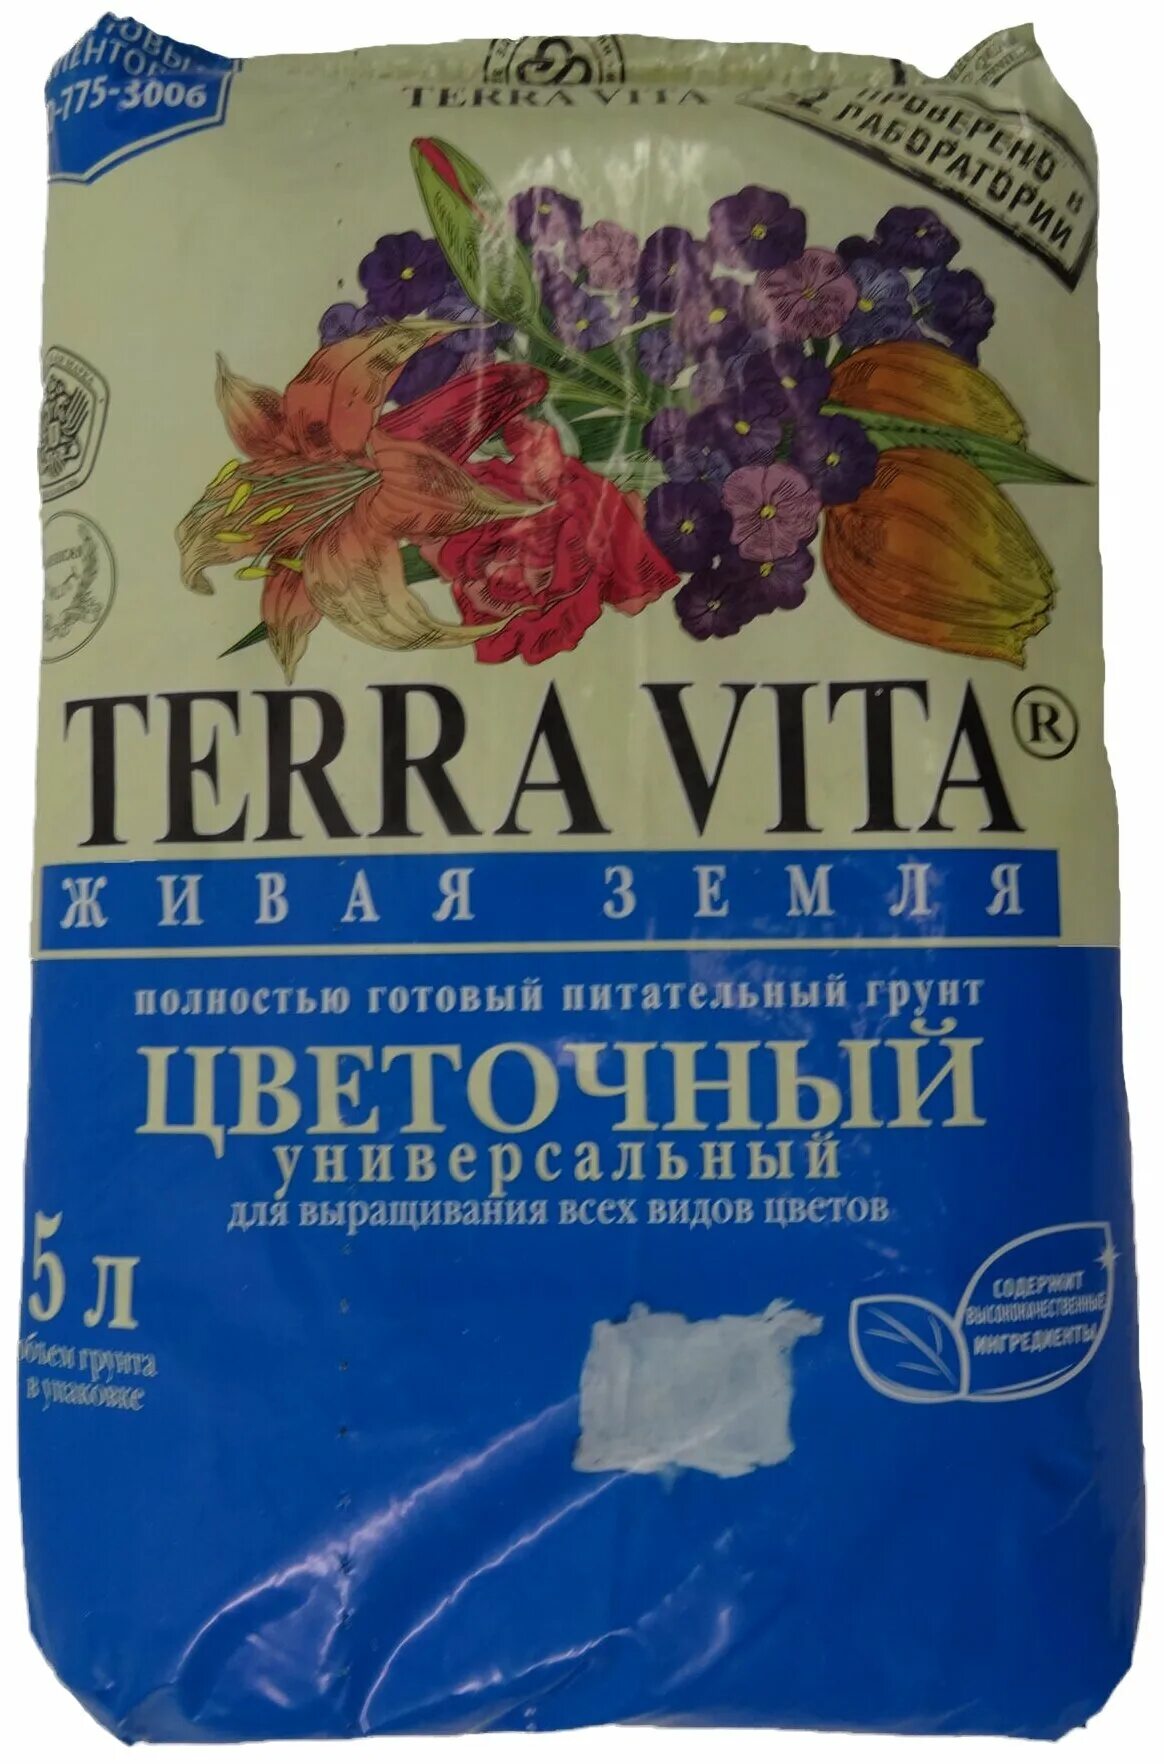 775-3006
TERRA VITA
ПРОВЕРЕНО В
ЛАБОРАТОРИИ
TERRA VITA®
ЖИВАЯ ЗЕМЛЯ
ПОЛНОСТЬЮ ГОТОВЫЙ ПИТАТЕЛЬНЫЙ ГРУНТ
ЦВЕТОЧНЫЙ
УНИВЕРСАЛЬНЫЙ
ДЛЯ ВЫРАЩИВАНИЯ ВСЕХ ВИДОВ ЦВЕТОВ
5 Л
объем грунта
в упаковке
СОДЕРЖИТ
ВЫСОКОКАЧЕСТВЕННЫЕ
ИНГРЕДИЕНТЫ